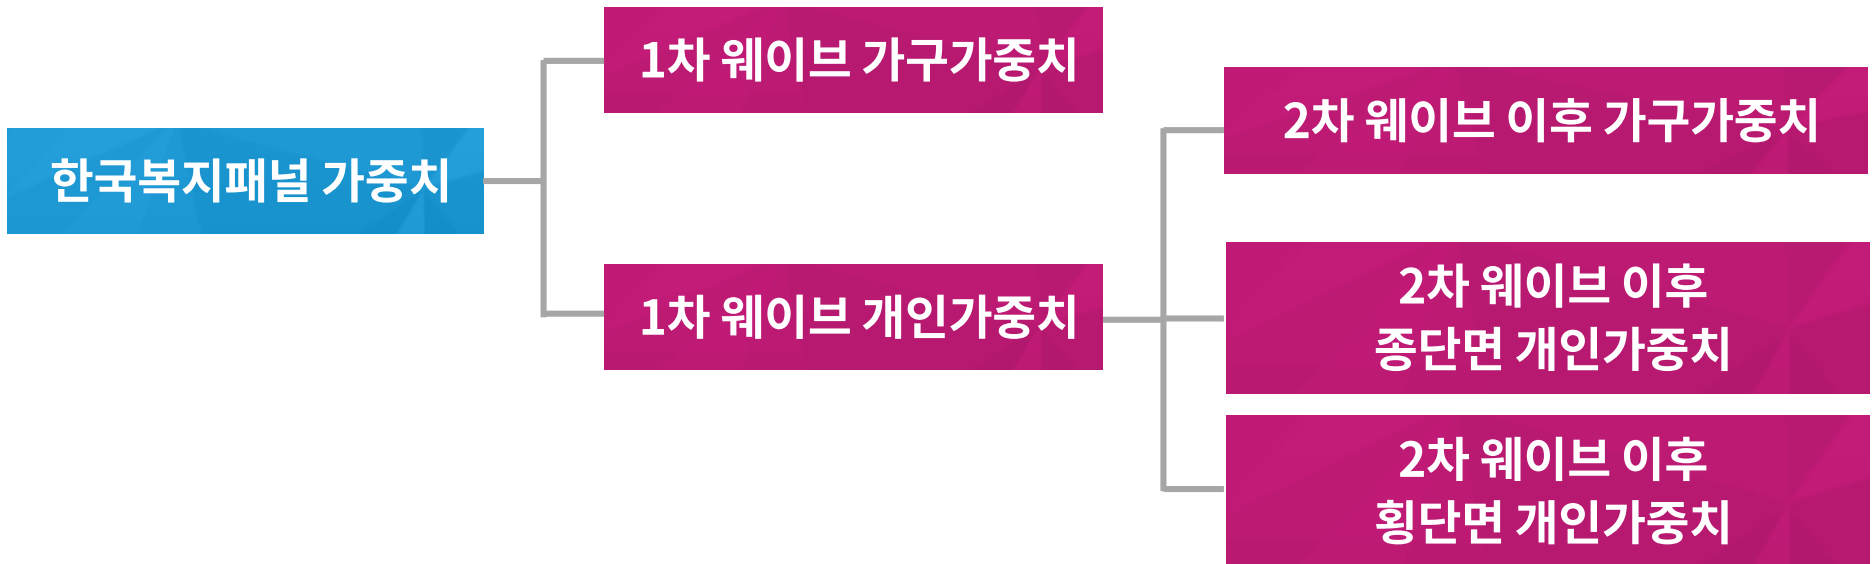 한국복지패널 가중치
1차 웨이브 가구가중치
1차 웨이브 개인가중치
2차 웨이브 이후 가구가중치
2차 웨이브 이후
종단면 개인가중치
2차 웨이브 이후
횡단면 개인가중치